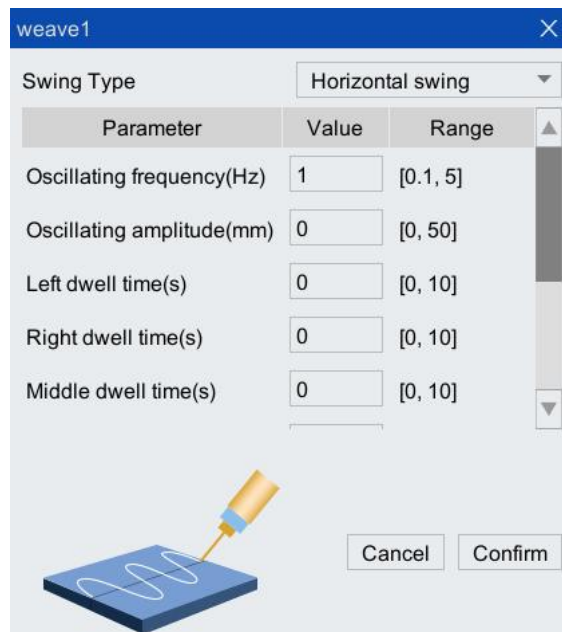 weave1
Swing Type Horizontal swing
Parameter Value Range
Oscillating frequency(Hz) 1 [0.1, 5]
Oscillating amplitude(mm) 0 [0, 50]
Left dwell time(s) 0 [0, 10]
Right dwell time(s) 0 [0, 10]
Middle dwell time(s) 0 [0, 10]
Cancel Confirm